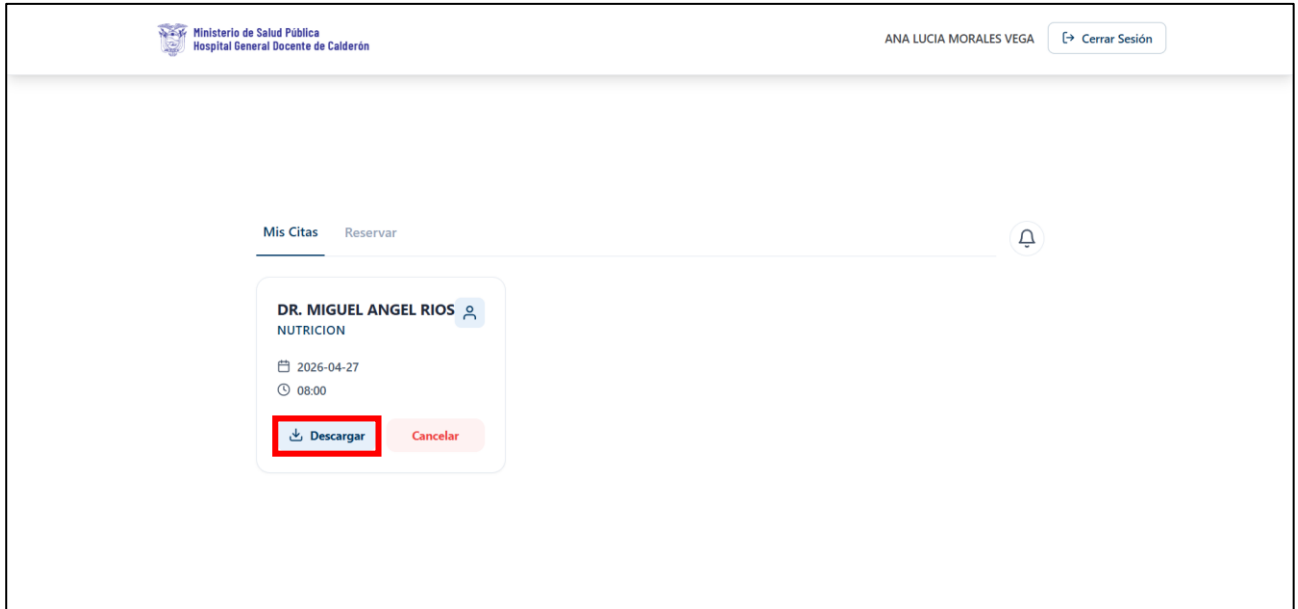 Ministerio de Salud Pública
Hospital General Docente de Calderón
ANA LUCIA MORALES VEGA
Cerrar Sesión
Mis Citas
Reservar
DR. MIGUEL ANGEL RIOS
NUTRICION
2026-04-27
08:00
Descargar
Cancelar